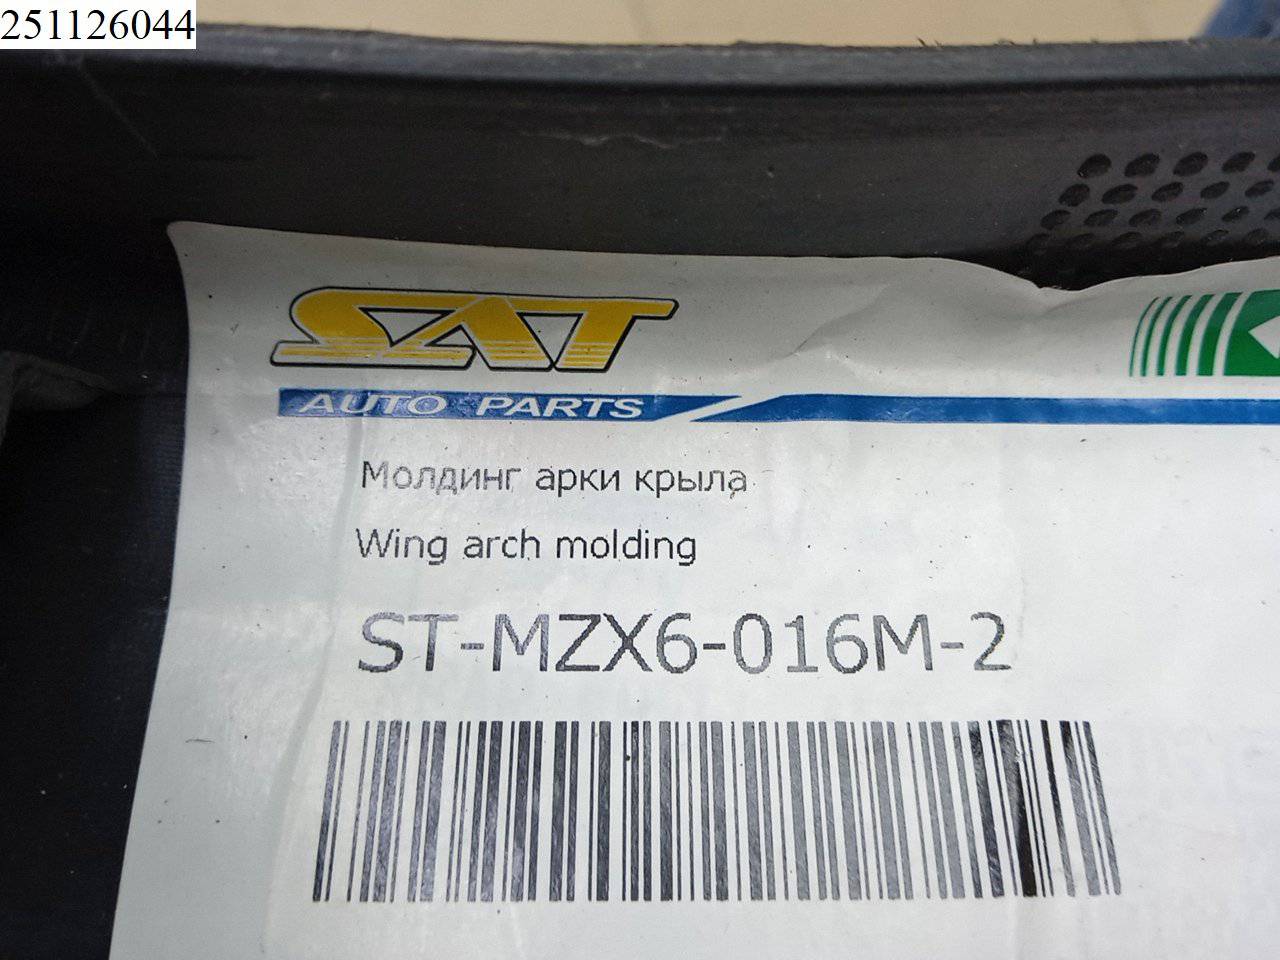 251126044
SAT
AUTO PARTS
Молдинг арки крыла
Wing arch molding
ST-MZX6-016M-2